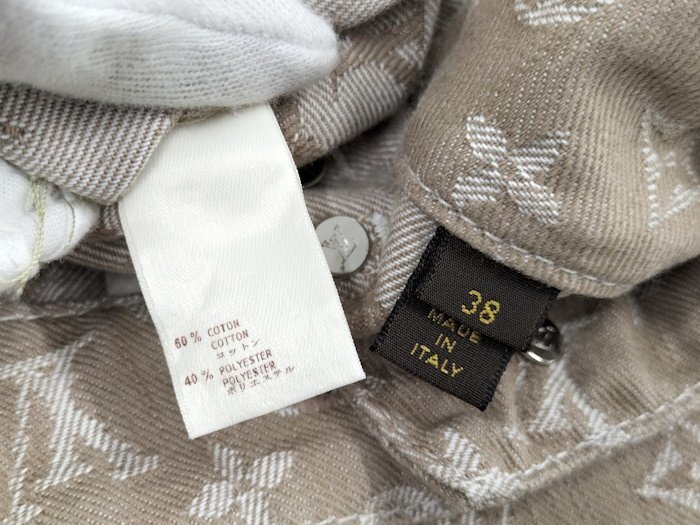 60 % COTON
COTTON
コットン
40 % POLYESTER
POLYESTER
ポリエステル
38
MADE
IN
ITALY